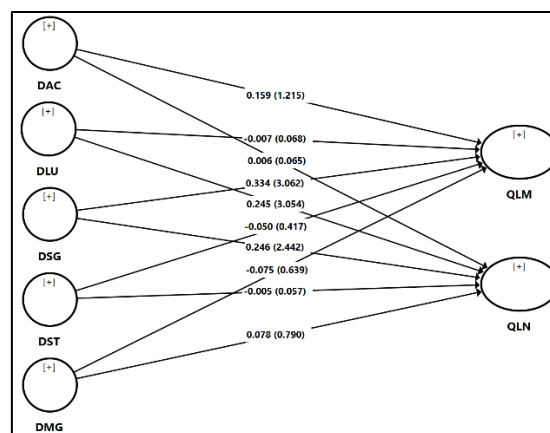 [+]
DAC
[+]
DLU
[+]
DSG
[+]
DST
[+]
DMG
0.159 (1.215)
-0.007 (0.068)
0.006 (0.065)
0.334 (3.062)
0.245 (3.054)
-0.050 (0.417)
0.246 (2.442)
-0.075 (0.639)
-0.005 (0.057)
0.078 (0.790)
[+]
QLM
[+]
QLN